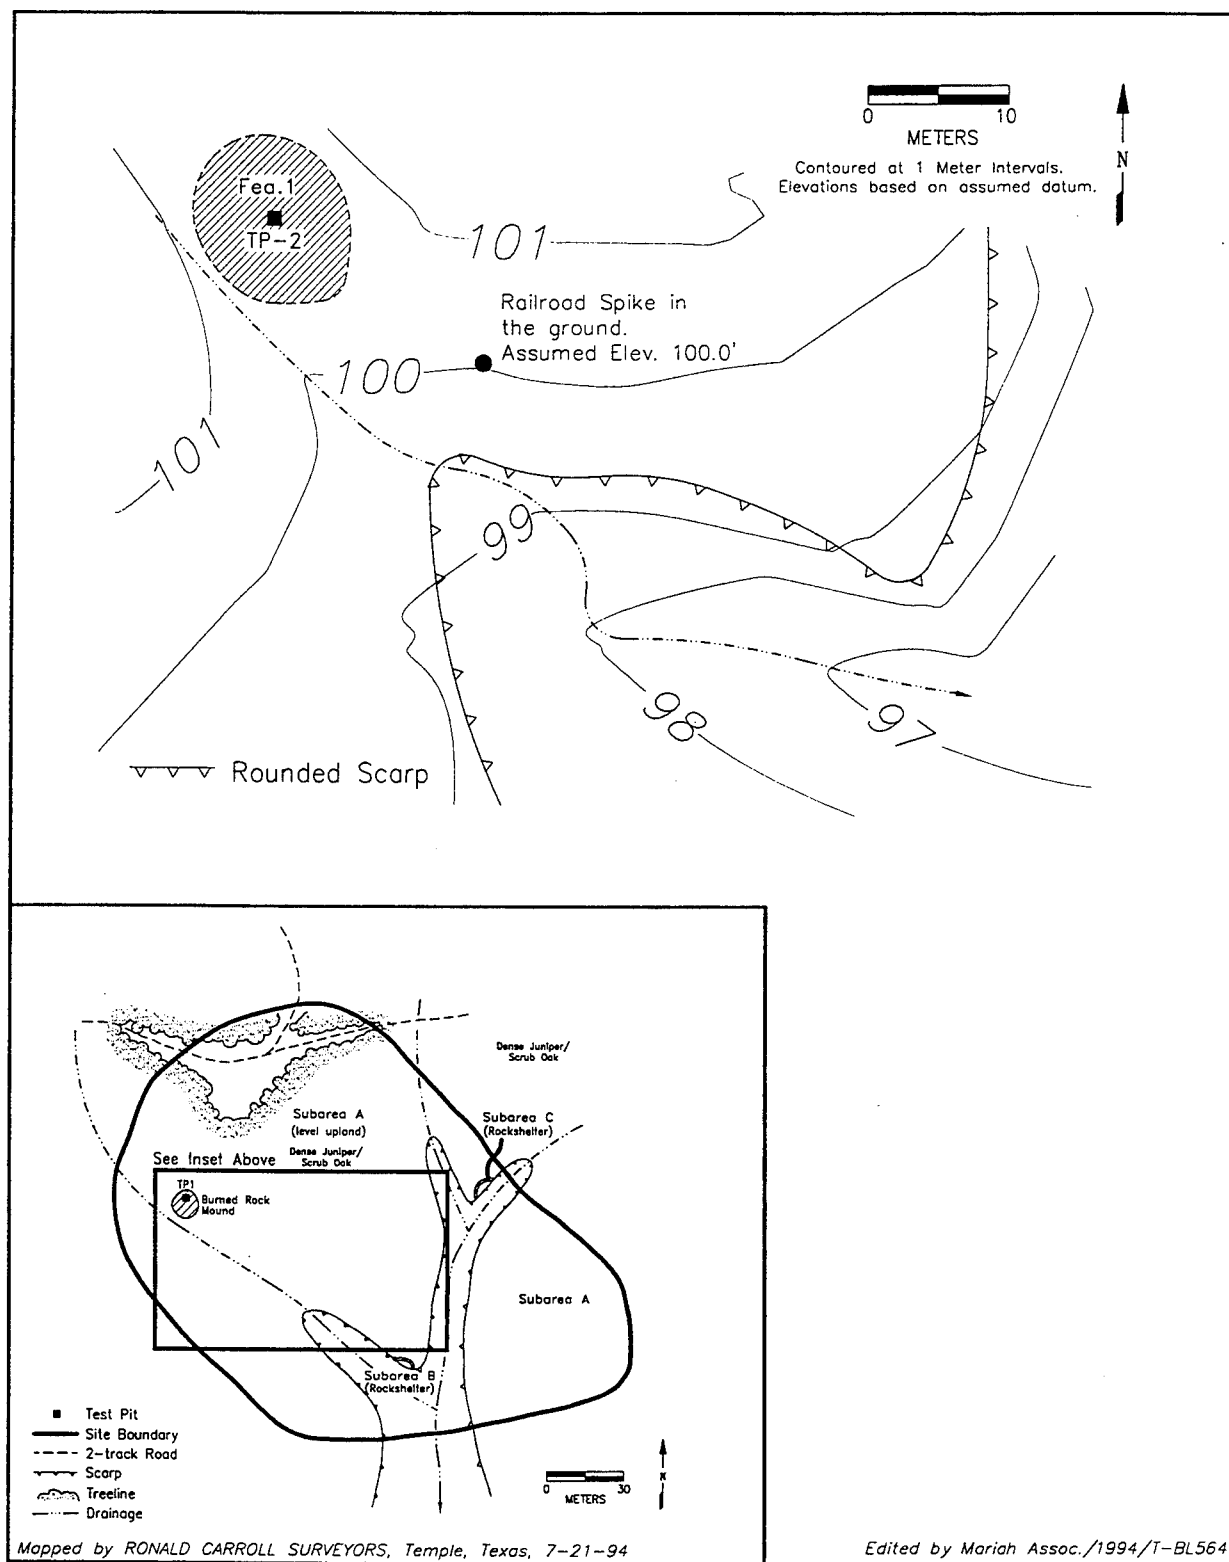 0 10
METERS
Contoured at 1 Meter Intervals.
Elevations based on assumed datum.
N
Fea.1
TP-2
101
Railroad Spike in
the ground.
Assumed Elev. 100.0'
100
101
99
98
97
Rounded Scarp
Dense Juniper/
Scrub Oak
Subarea A
(level upland)
Subarea C
(Rockshelter)
See Inset Above
Dense Juniper/
Scrub Oak
TP1
Burned Rock
Mound
Subarea A
Subarea B
(Rockshelter)
Test Pit
Site Boundary
2-track Road
Scarp
Treeline
Drainage
N
0 30
METERS
Mapped by RONALD CARROLL SURVEYORS, Temple, Texas, 7-21-94
Edited by Mariah Assoc./1994/T-BL564